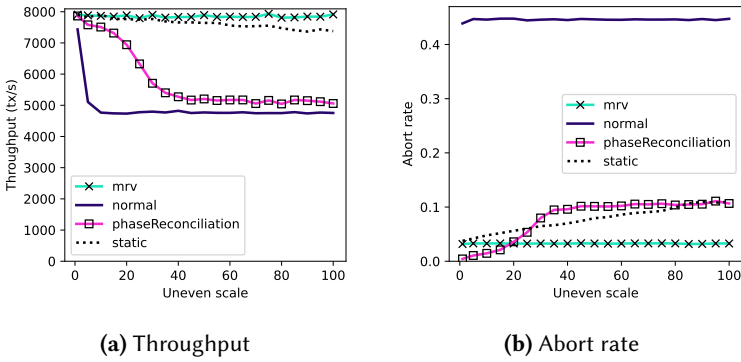 8000
7000
6000
5000
4000
3000
2000
1000
0
Throughput (tx/s)
mrv
normal
phaseReconciliation
static
0 20 40 60 80 100
Uneven scale
(a) Throughput
0.4
0.3
0.2
0.1
0.0
Abort rate
mrv
normal
phaseReconciliation
static
0 20 40 60 80 100
Uneven scale
(b) Abort rate